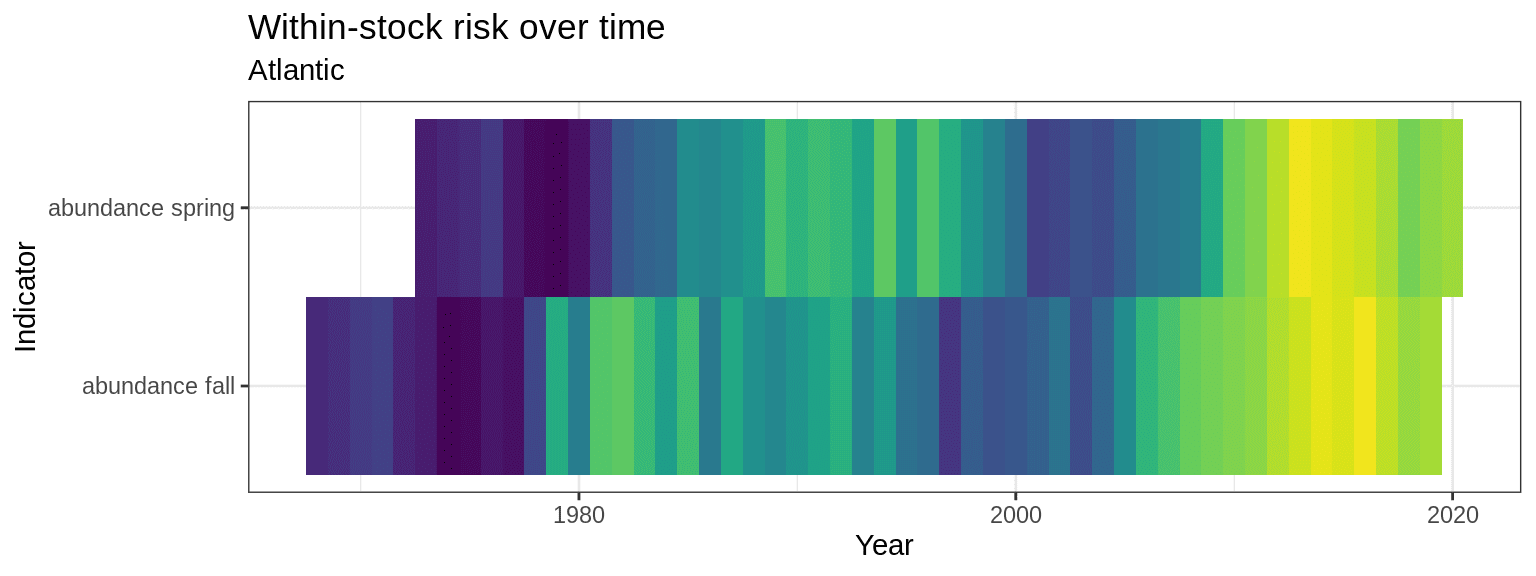 Within-stock risk over time
Atlantic
Indicator
abundance spring
abundance fall
1980
2000
2020
Year